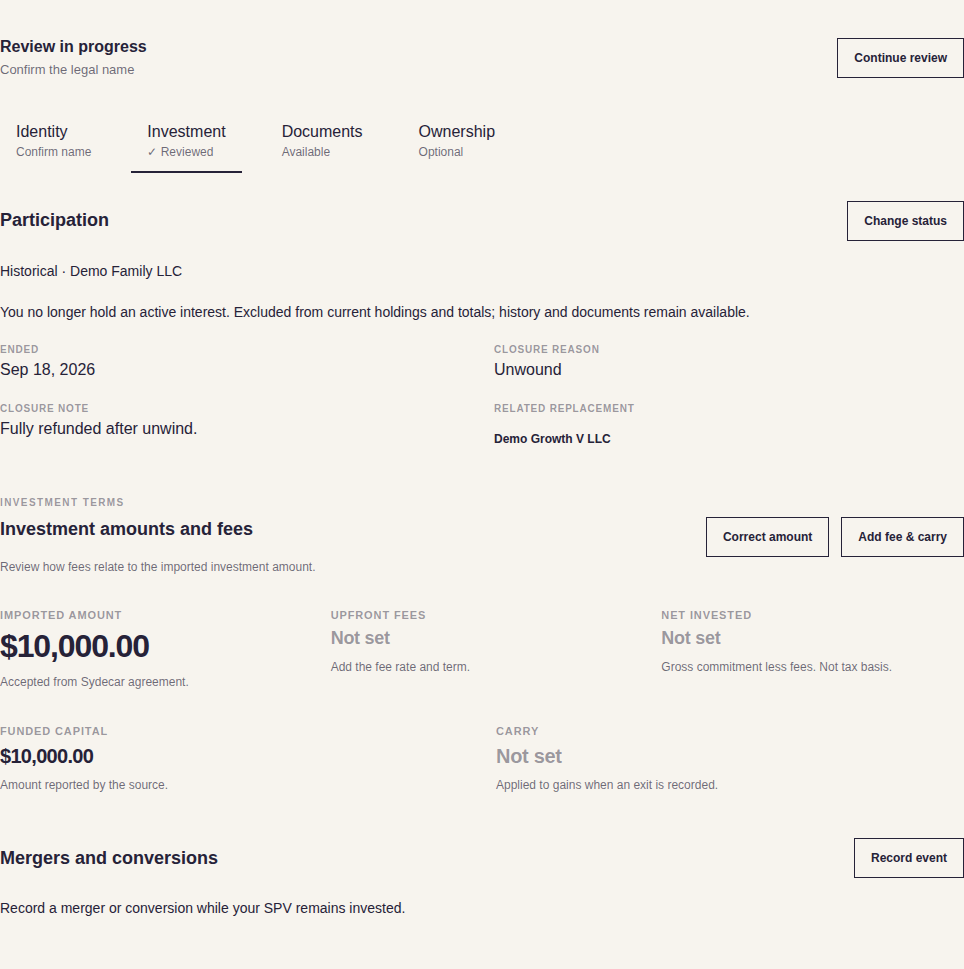 Review in progress
Confirm the legal name
Continue review
Identity
Confirm name
Investment
✓ Reviewed
Documents
Available
Ownership
Optional
Participation
Change status
Historical · Demo Family LLC
You no longer hold an active interest. Excluded from current holdings and totals; history and documents remain available.
ENDED
Sep 18, 2026
CLOSURE REASON
Unwound
CLOSURE NOTE
Fully refunded after unwind.
RELATED REPLACEMENT
Demo Growth V LLC
INVESTMENT TERMS
Investment amounts and fees
Correct amount
Add fee & carry
Review how fees relate to the imported investment amount.
IMPORTED AMOUNT
$10,000.00
Accepted from Sydecar agreement.
UPFRONT FEES
Not set
Add the fee rate and term.
NET INVESTED
Not set
Gross commitment less fees. Not tax basis.
FUNDED CAPITAL
$10,000.00
Amount reported by the source.
CARRY
Not set
Applied to gains when an exit is recorded.
Mergers and conversions
Record event
Record a merger or conversion while your SPV remains invested.